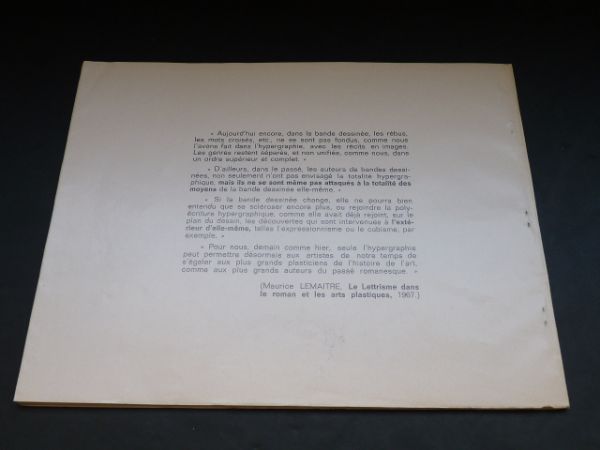 « Aujourd'hui encore, dans la bande dessinée, les rébus,
les mots croisés, etc., ne se sont pas fondus, comme nous
l'avons fait dans l'hypergraphie, avec les récits en images.
Les genres restent séparés, et non unifiés, comme nous, dans
un ordre supérieur et complet. »
« D'ailleurs, dans le passé, les auteurs de bandes dessi-
nées, non seulement n'ont pas envisagé la totalité hypergra-
phique, mais ils ne se sont même pas attaqués à la totalité des
moyens de la bande dessinée elle-même. »
« Si la bande dessinée change, elle ne pourra bien
entendu que se scléroser encore plus, ou rejoindre la poly-
écriture hypergraphique, comme elle avait déjà rejoint, sur le
plan du dessin, les découvertes qui sont intervenues à l'exté-
rieur d'elle-même, telles l'expressionnisme ou le cubisme, par
exemple. »
« Pour nous, demain comme hier, seule l'hypergraphie
peut permettre désormais aux artistes de notre temps de
s'égaler aux plus grands plasticiens de l'histoire de l'art,
comme aux plus grands auteurs du passé romanesque. »
(Maurice LEMAITRE, Le Lettrisme dans
le roman et les arts plastiques, 1967.)